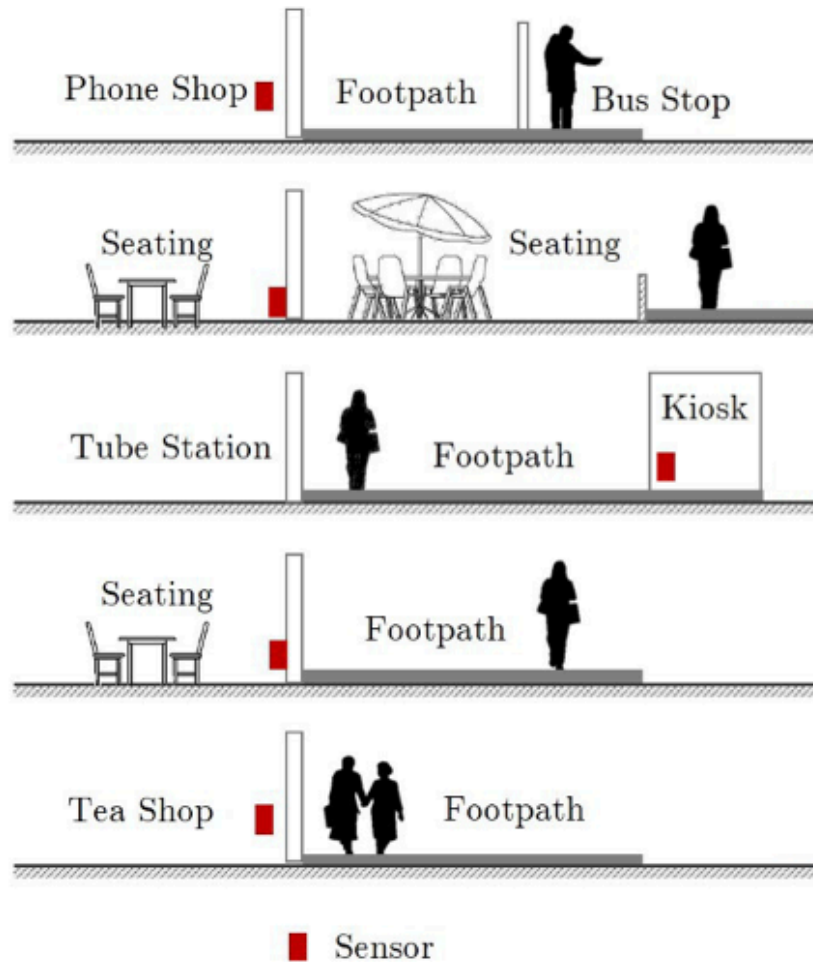 Phone Shop Footpath Bus Stop
Seating Seating
Kiosk
Tube Station Footpath
Seating
Footpath
Tea Shop Footpath
Sensor